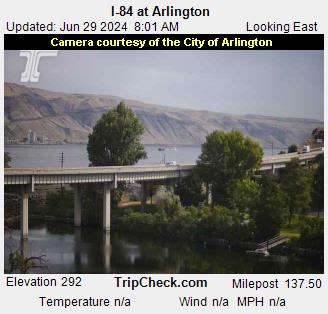 I-84 at Arlington
Updated: Jun 29 2024 8:01 AM Looking East
Camera courtesy of the City of Arlington
Elevation 292 TripCheck.com Milepost 137.50
Temperature n/a Wind n/a MPH n/a